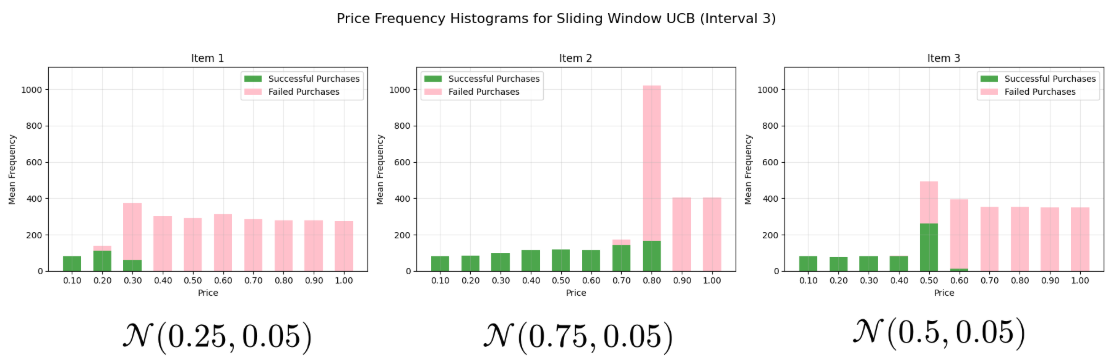 Price Frequency Histograms for Sliding Window UCB (Interval 3)
Item 1
Mean Frequency
1000
800
600
400
200
0
Successful Purchases
Failed Purchases
0.10 0.20 0.30 0.40 0.50 0.60 0.70 0.80 0.90 1.00
Price
𝒩(0.25, 0.05)
Item 2
Mean Frequency
1000
800
600
400
200
0
Successful Purchases
Failed Purchases
0.10 0.20 0.30 0.40 0.50 0.60 0.70 0.80 0.90 1.00
Price
𝒩(0.75, 0.05)
Item 3
Mean Frequency
1000
800
600
400
200
0
Successful Purchases
Failed Purchases
0.10 0.20 0.30 0.40 0.50 0.60 0.70 0.80 0.90 1.00
Price
𝒩(0.5, 0.05)